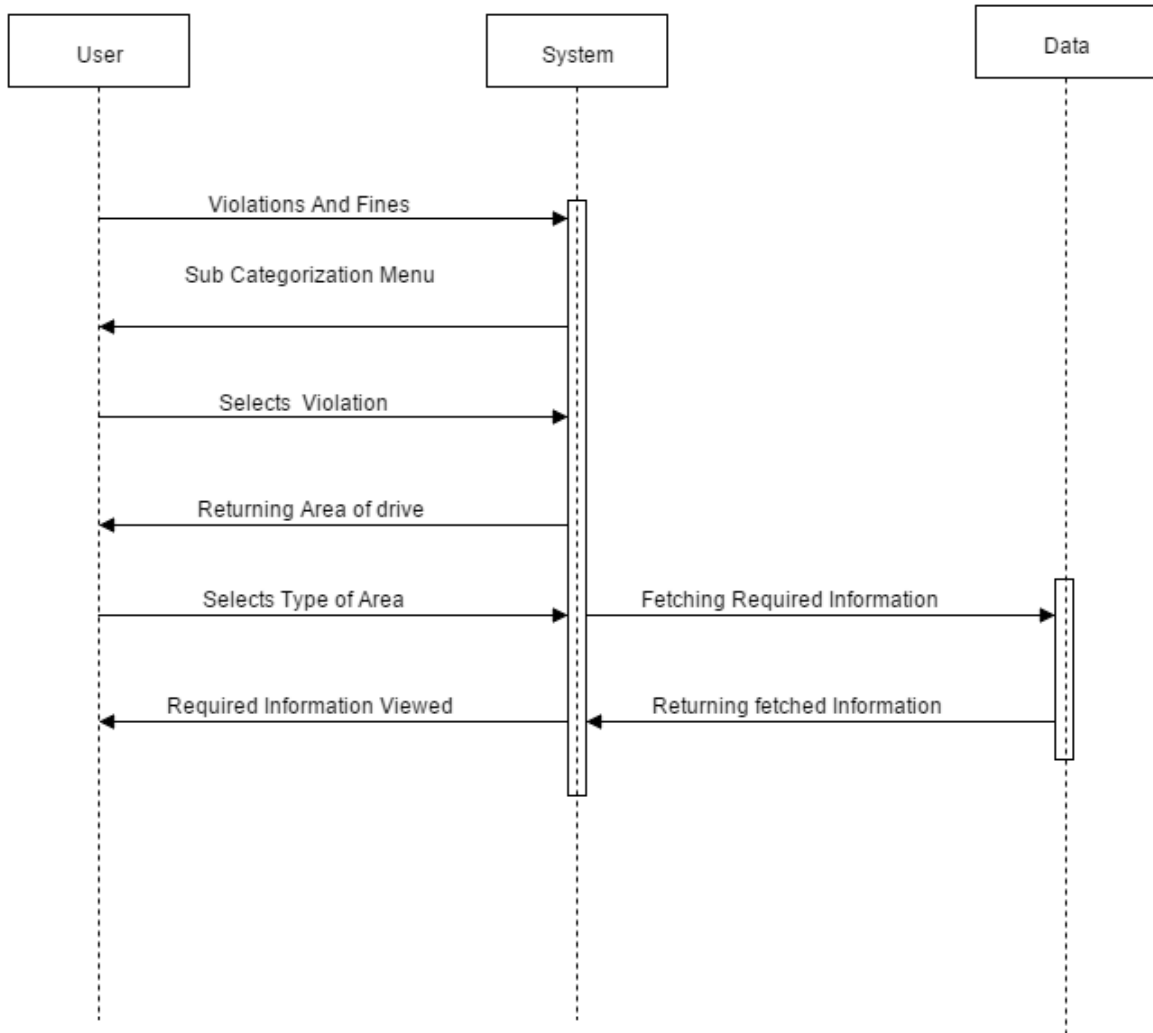 User
System
Data
Violations And Fines
Sub Categorization Menu
Selects  Violation
Returning Area of drive
Selects Type of Area
Fetching Required Information
Required Information Viewed
Returning fetched Information